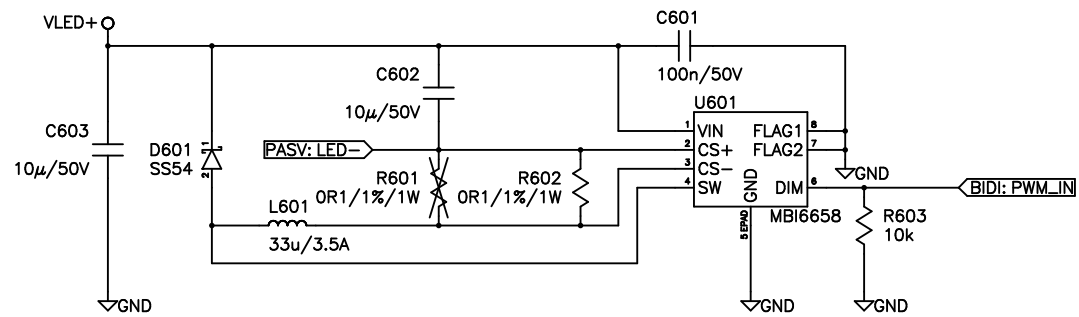 VLED+
C601
100n/50V
C602
10μ/50V
U601
C603
10μ/50V
D601
SS54
1
2
PASV: LED-
R601
0R1/1%/1W
R602
0R1/1%/1W
1
2
3
4
VIN
CS+
CS-
SW
FLAG1
FLAG2
GND
DIM
8
7
6
5 EPAD
MBI6658
GND
BIDI: PWM_IN
L601
33u/3.5A
R603
10k
GND
GND
GND